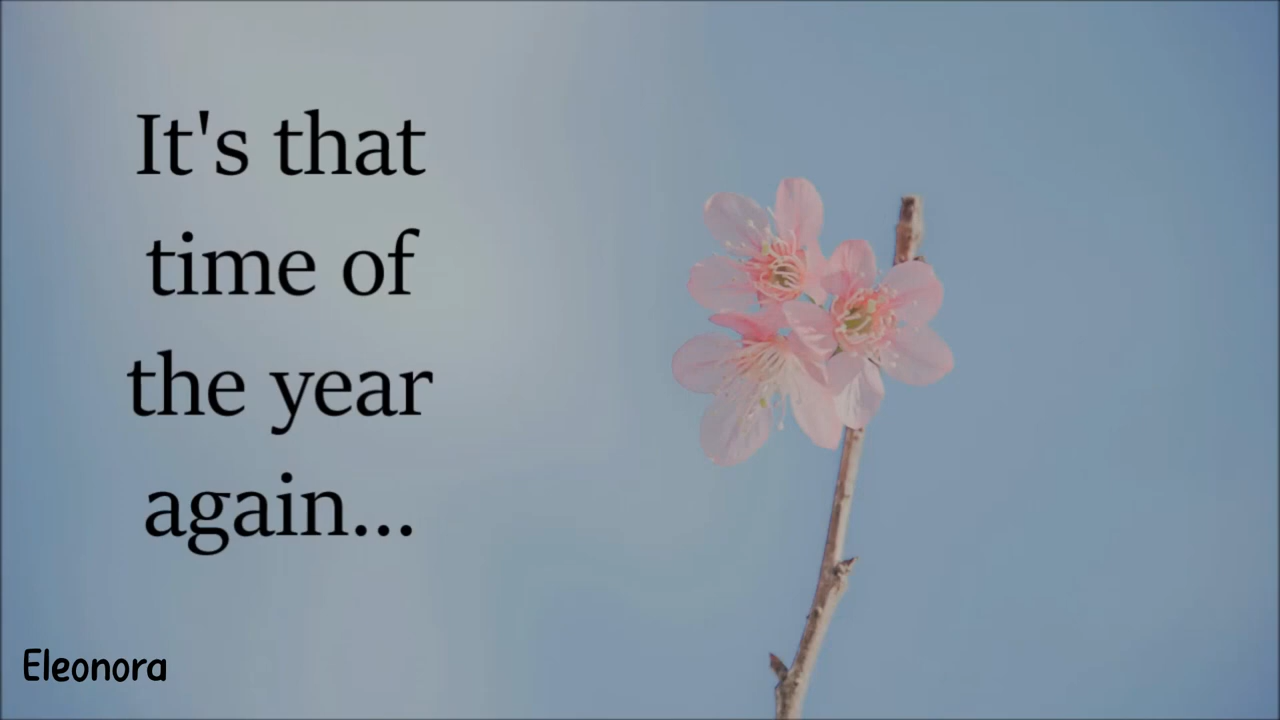 It's that
time of
the year
again...
Eleonora